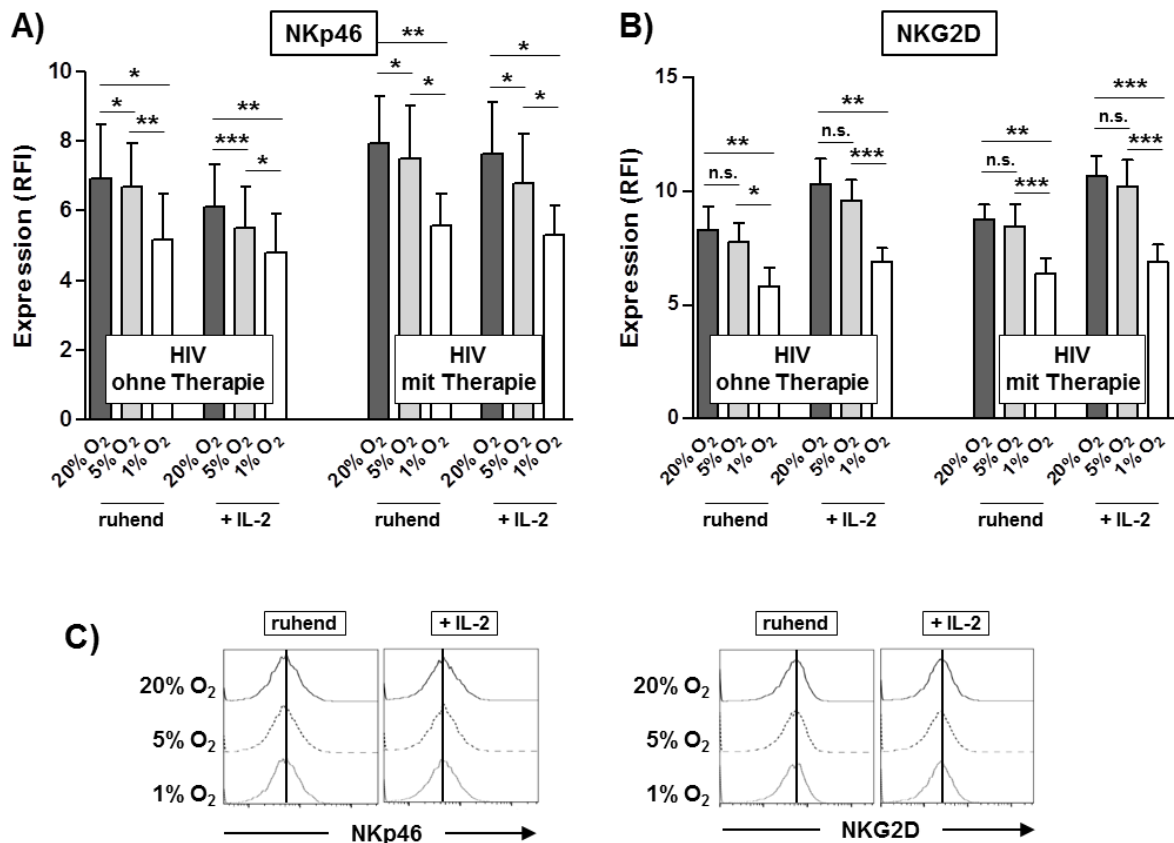 A)
NKp46
Expression (RFI)
10
8
6
4
2
0
* * **
** *** *
** * *
* * *
HIV
ohne Therapie
HIV
mit Therapie
20% O2 5% O2 1% O2 20% O2 5% O2 1% O2 20% O2 5% O2 1% O2 20% O2 5% O2 1% O2
ruhend + IL-2 ruhend + IL-2
B)
NKG2D
Expression (RFI)
15
10
5
0
** n.s. *
** n.s. ***
** n.s. ***
*** n.s. ***
HIV
ohne Therapie
HIV
mit Therapie
20% O2 5% O2 1% O2 20% O2 5% O2 1% O2 20% O2 5% O2 1% O2 20% O2 5% O2 1% O2
ruhend + IL-2 ruhend + IL-2
C)
ruhend + IL-2
20% O2
5% O2
1% O2
NKp46
ruhend + IL-2
20% O2
5% O2
1% O2
NKG2D